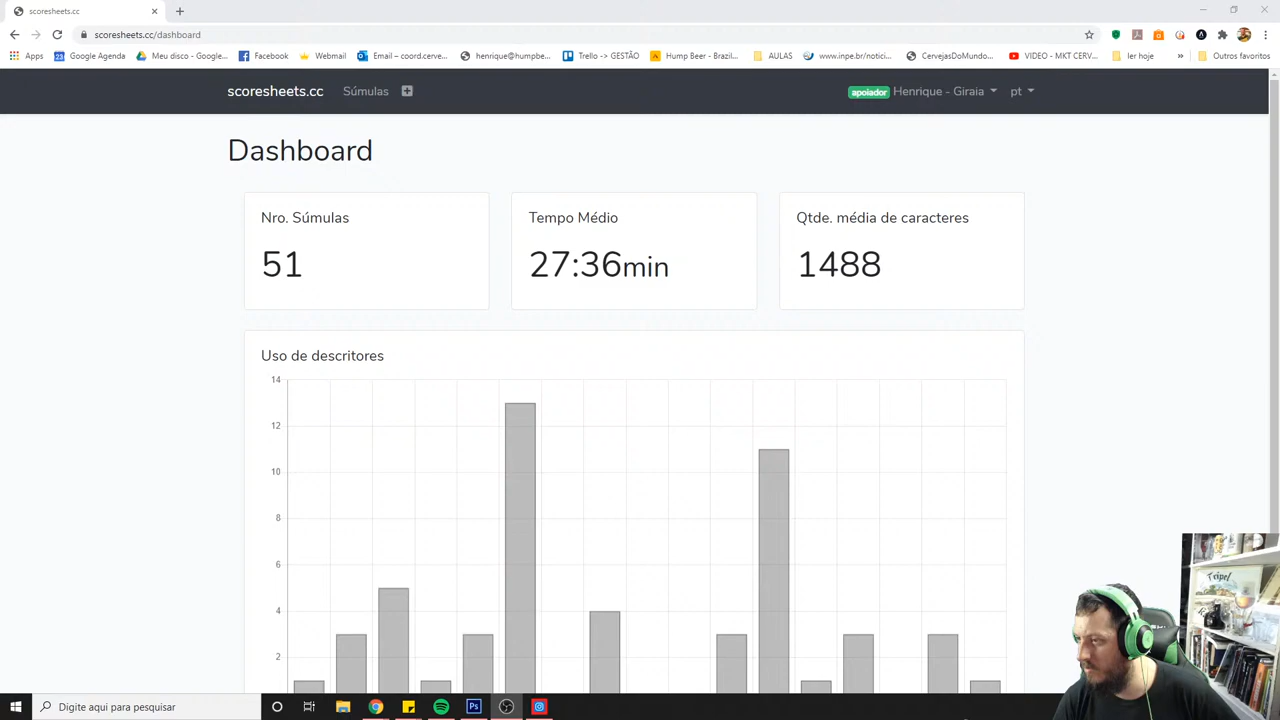 scoresheets.cc
scoresheets.cc/dashboard
Apps Google Agenda Meu disco - Google... Facebook Webmail Email – coord.cerve... henrique@humpbe... Trello -> GESTÃO Hump Beer - Brazil... AULAS www.inpe.br/notici... CervejasDoMundo... VIDEO - MKT CERV... ler hoje » Outros favoritos
scoresheets.cc Súmulas apoiador Henrique - Giraia pt
Dashboard
Nro. Súmulas
51
Tempo Médio
27:36min
Qtde. média de caracteres
1488
Uso de descritores
14
12
10
8
6
4
2
Tripel
Digite aqui para pesquisar
Ps